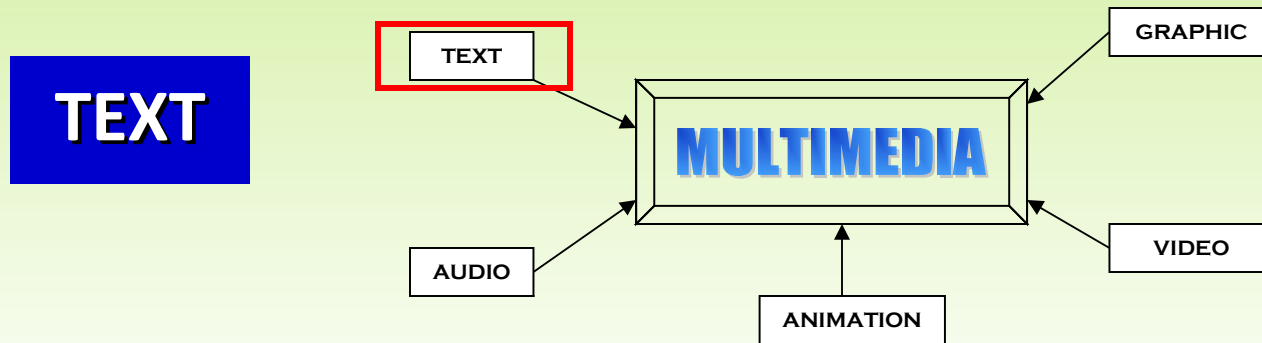 TEXT
TEXT
GRAPHIC
MULTIMEDIA
AUDIO
VIDEO
ANIMATION